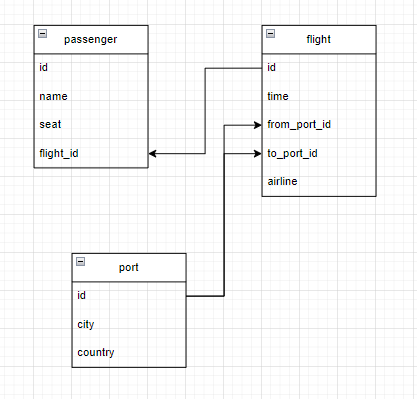 passenger
id
name
seat
flight_id
flight
id
time
from_port_id
to_port_id
airline
port
id
city
country